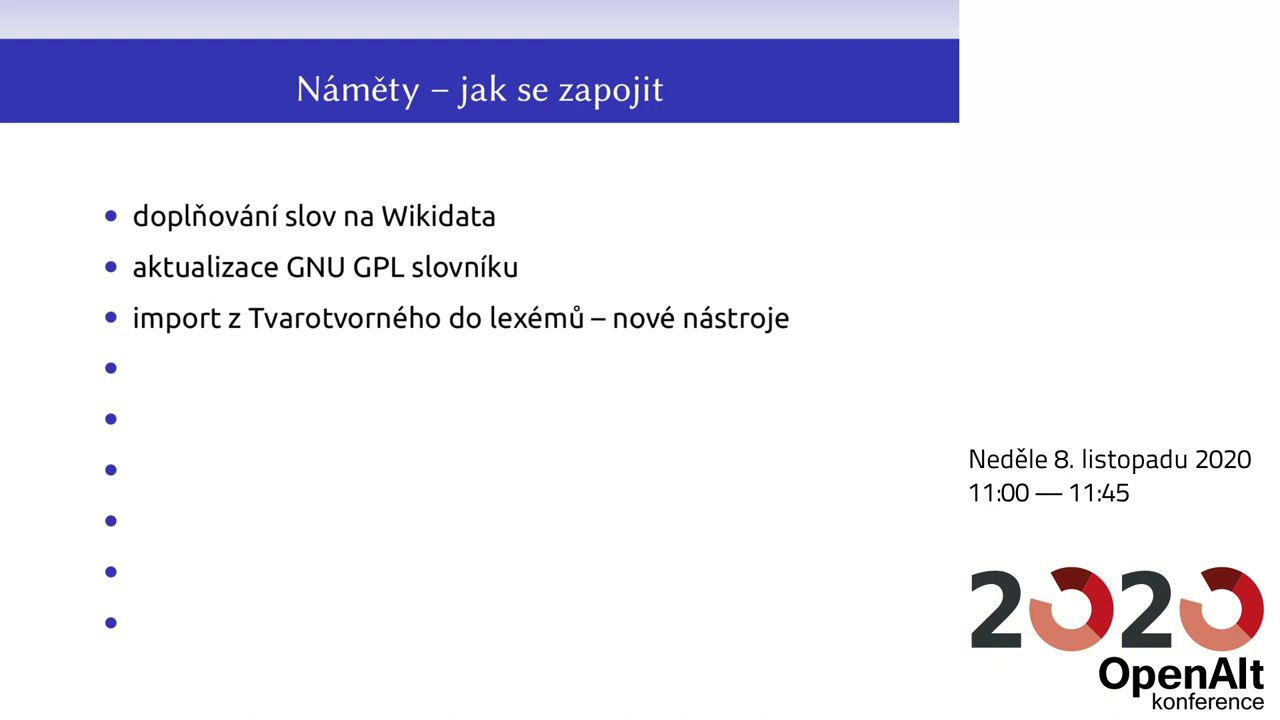 Náměty – jak se zapojit
• doplňování slov na Wikidata
• aktualizace GNU GPL slovníku
• import z Tvarotvorného do lexémů – nové nástroje
•
•
•
•
•
•
Neděle 8. listopadu 2020
11:00 — 11:45
2020
OpenAlt
konference